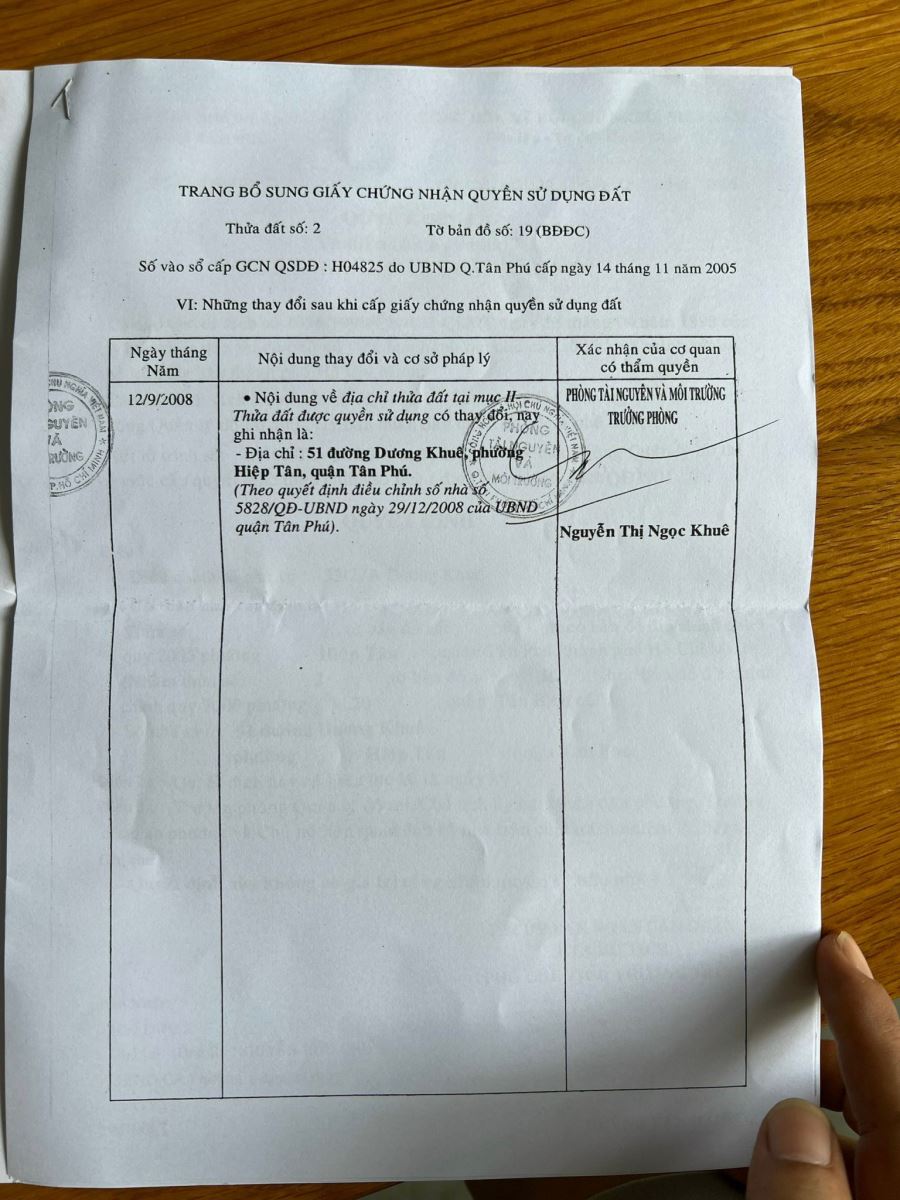 TRANG BỔ SUNG GIẤY CHỨNG NHẬN QUYỀN SỬ DỤNG ĐẤT
Thửa đất số: 2 Tờ bản đồ số: 19 (BĐĐC)
Số vào sổ cấp GCN QSDĐ : H04825 do UBND Q.Tân Phú cấp ngày 14 tháng 11 năm 2005
VI: Những thay đổi sau khi cấp giấy chứng nhận quyền sử dụng đất
Ngày tháng
Năm
Nội dung thay đổi và cơ sở pháp lý
Xác nhận của cơ quan
có thẩm quyền
12/9/2008
• Nội dung về địa chỉ thửa đất tại mục II-
Thửa đất được quyền sử dụng có thay đổi, nay
ghi nhận là:
- Địa chỉ : 51 đường Dương Khuê, phường
Hiệp Tân, quận Tân Phú.
(Theo quyết định điều chỉnh số nhà số
5828/QĐ-UBND ngày 29/12/2008 của UBND
quận Tân Phú).
PHÒNG TÀI NGUYÊN VÀ MÔI TRƯỜNG
TRƯỞNG PHÒNG
PHÒNG
TÀI NGUYÊN
VÀ
MÔI TRƯỜNG
Nguyễn Thị Ngọc Khuê